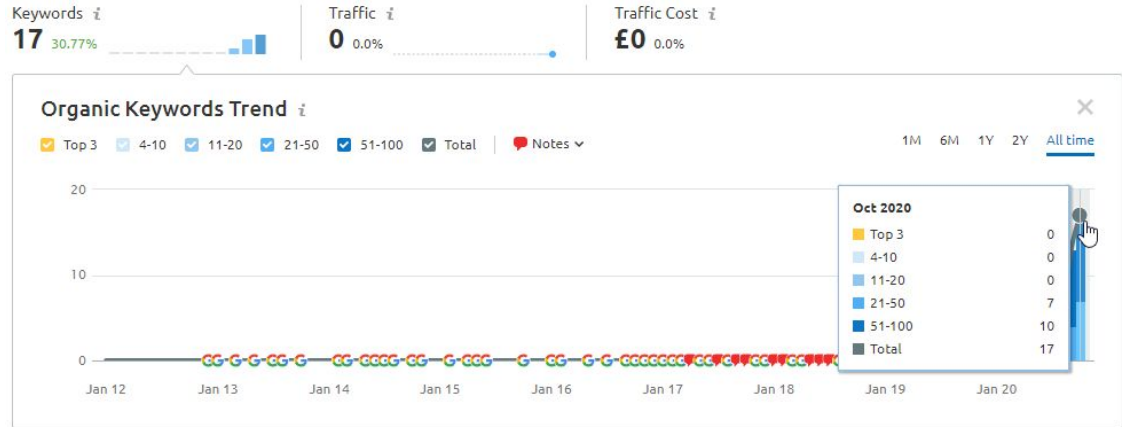 Keywords i
17 30.77%
Traffic i
0 0.0%
Traffic Cost i
£0 0.0%
Organic Keywords Trend i
Top 3 4-10 11-20 21-50 51-100 Total Notes
1M 6M 1Y 2Y All time
20
10
0
Jan 12 Jan 13 Jan 14 Jan 15 Jan 16 Jan 17 Jan 18 Jan 19 Jan 20
Oct 2020
Top 3 0
4-10 0
11-20 0
21-50 7
51-100 10
Total 17